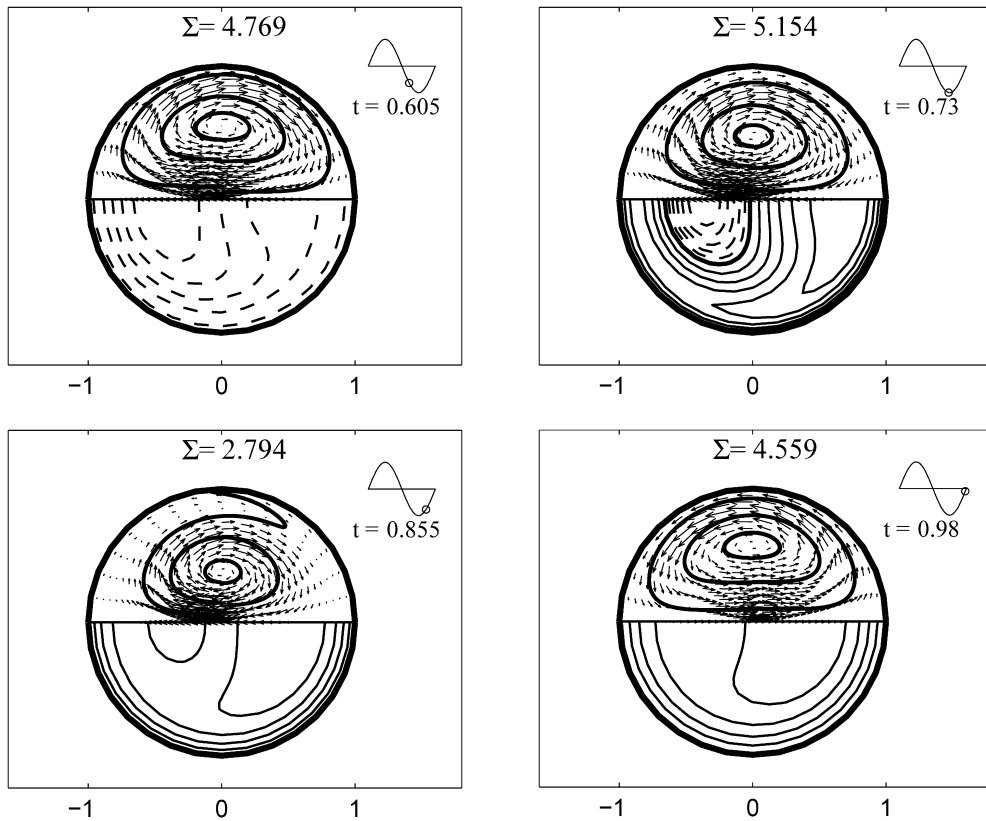 Σ= 4.769
t = 0.605
−1 0 1
Σ= 5.154
t = 0.73
−1 0 1
Σ= 2.794
t = 0.855
−1 0 1
Σ= 4.559
t = 0.98
−1 0 1